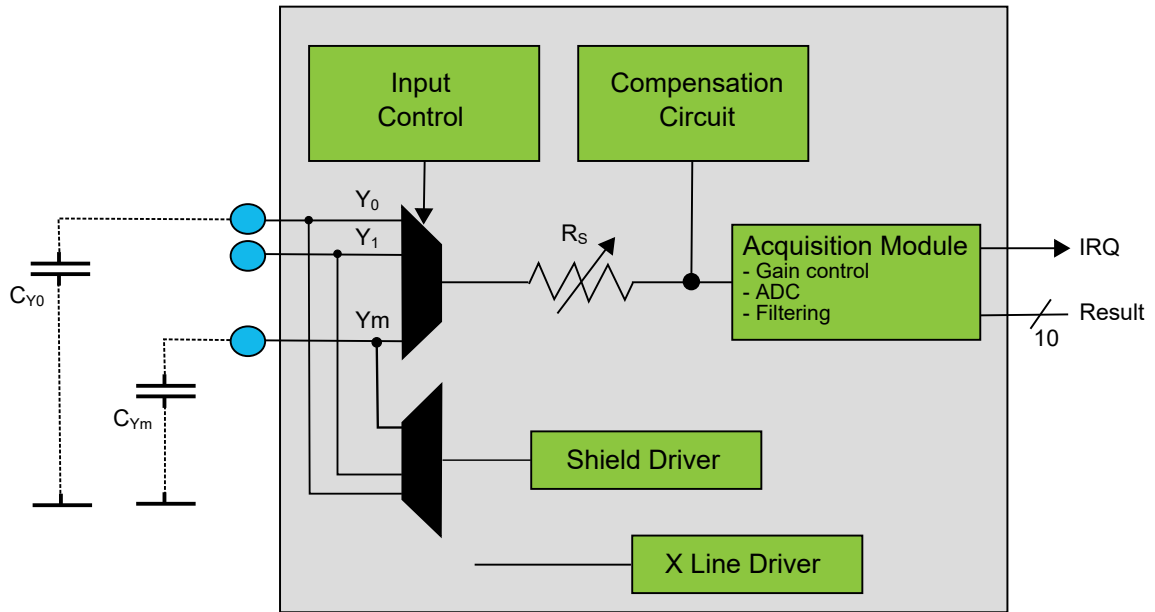 Input
Control
Compensation
Circuit
Y0
Y1
RS
Acquisition Module
- Gain control
- ADC
- Filtering
IRQ
Result
10
CY0
Ym
CYm
Shield Driver
X Line Driver